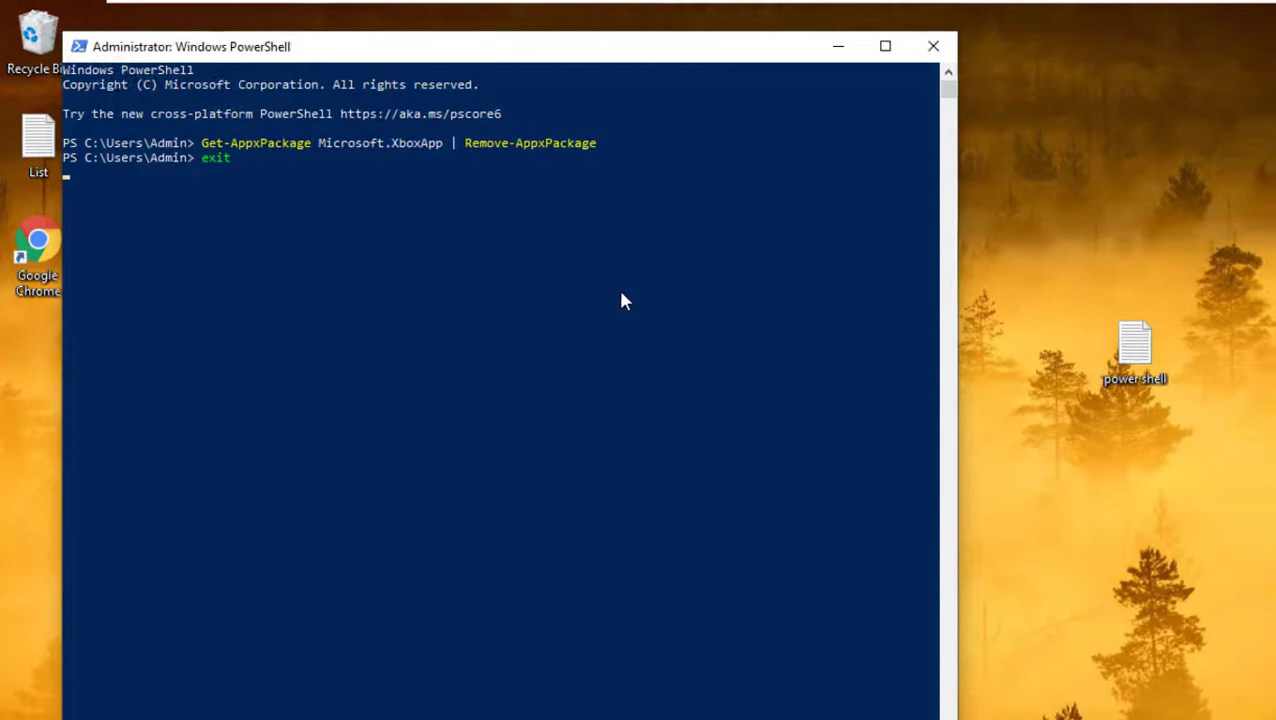 Administrator: Windows PowerShell
Recycle Bi
Windows PowerShell
Copyright (C) Microsoft Corporation. All rights reserved.
Try the new cross-platform PowerShell https://aka.ms/pscore6
PS C:\Users\Admin> Get-AppxPackage Microsoft.XboxApp | Remove-AppxPackage
PS C:\Users\Admin> exit
List
Google
Chrome
power shell